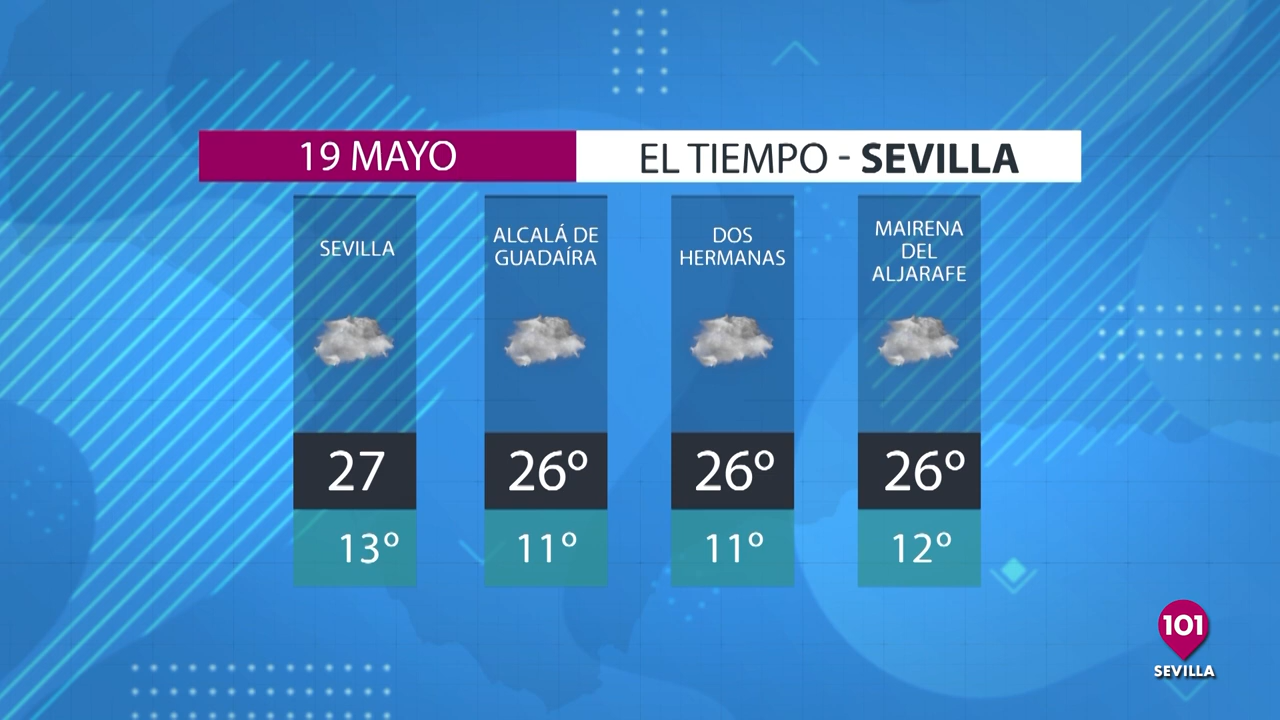 19 MAYO
EL TIEMPO - SEVILLA
SEVILLA
27
13º
ALCALÁ DE
GUADAÍRA
26º
11º
DOS
HERMANAS
26º
11º
MAIRENA
DEL
ALJARAFE
26º
12º
101
SEVILLA